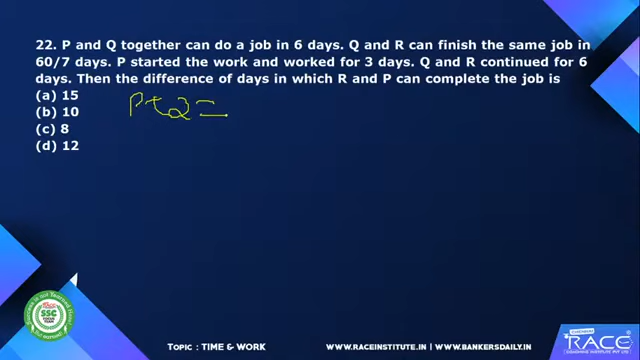 22. P and Q together can do a job in 6 days. Q and R can finish the same job in
60/7 days. P started the work and worked for 3 days. Q and R continued for 6
days. Then the difference of days in which R and P can complete the job is
(a) 15
(b) 10
(c) 8
(d) 12
P+Q=
SSC
RACE
TOPIC : TIME & WORK
WWW.RACEINSTITUTE.IN | WWW.BANKERSDAILY.IN